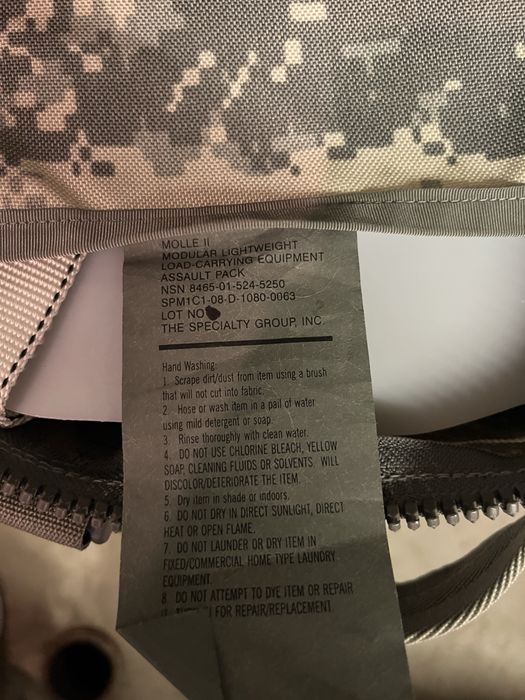 MOLLE II
MODULAR LIGHTWEIGHT
LOAD-CARRYING EQUIPMENT
ASSAULT PACK
NSN 8465-01-524-5250
SPM1C1-08-D-1080-0063
LOT NO
THE SPECIALTY GROUP, INC.
Hand Washing:
1 Scrape dirt/dust from item using a brush
that will not cut into fabric.
2. Hose or wash item in a pail of water
using mild detergent or soap.
3. Rinse thoroughly with clean water.
4. DO NOT USE CHLORINE BLEACH, YELLOW
SOAP, CLEANING FLUIDS OR SOLVENTS WILL
DISCOLOR/DETERIORATE THE ITEM.
5. Dry item in shade or indoors.
6. DO NOT DRY IN DIRECT SUNLIGHT, DIRECT
HEAT OR OPEN FLAME.
7. DO NOT LAUNDER OR DRY ITEM IN
FIXED/COMMERCIAL HOME TYPE LAUNDRY
EQUIPMENT.
8 DO NOT ATTEMPT TO DYE ITEM OR REPAIR
FOR REPAIR/REPLACEMENT.